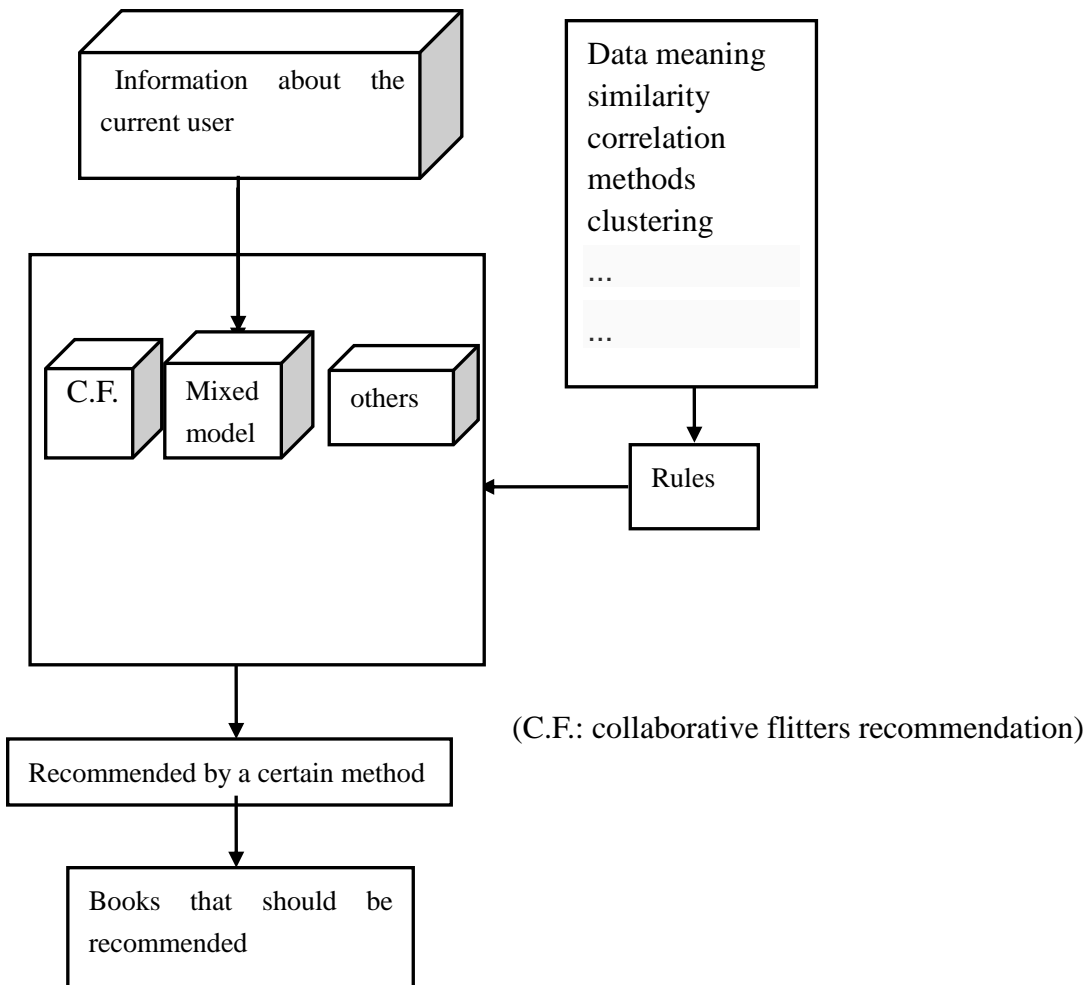 Information about the
current user
Data meaning
similarity
correlation
methods
clustering
...
...
C.F.
Mixed
model
others
Rules
(C.F.: collaborative flitters recommendation)
Recommended by a certain method
Books that should be
recommended